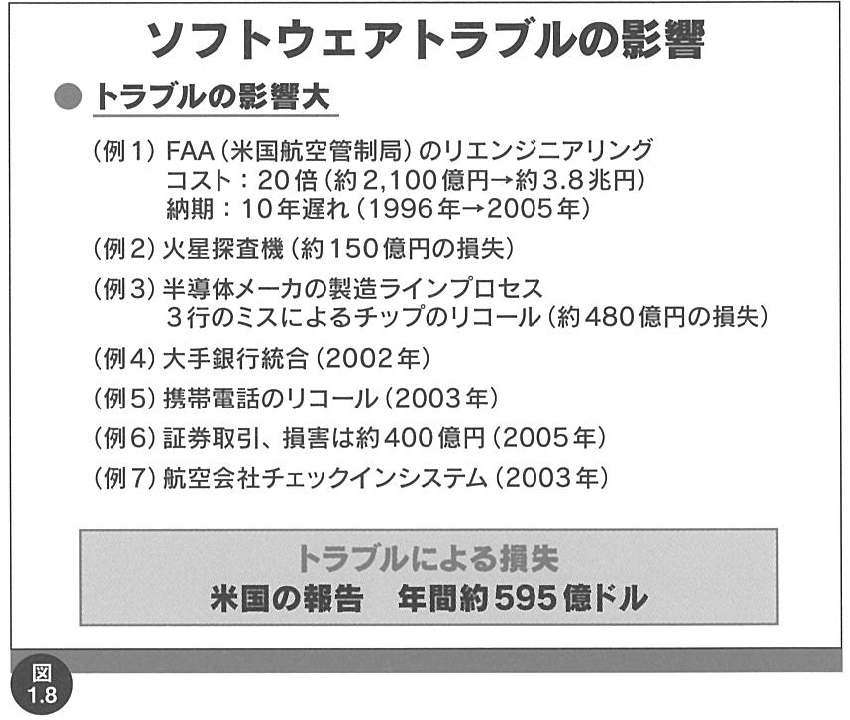 ソフトウェアトラブルの影響
● トラブルの影響大
（例1）FAA（米国航空管制局）のリエンジニアリング
コスト：20倍（約2,100億円→約3.8兆円）
納期：10年遅れ（1996年→2005年）
（例2）火星探査機（約150億円の損失）
（例3）半導体メーカの製造ラインプロセス
3行のミスによるチップのリコール（約480億円の損失）
（例4）大手銀行統合（2002年）
（例5）携帯電話のリコール（2003年）
（例6）証券取引、損害は約400億円（2005年）
（例7）航空会社チェックインシステム（2003年）
トラブルによる損失
米国の報告　年間約595億ドル
図
1.8